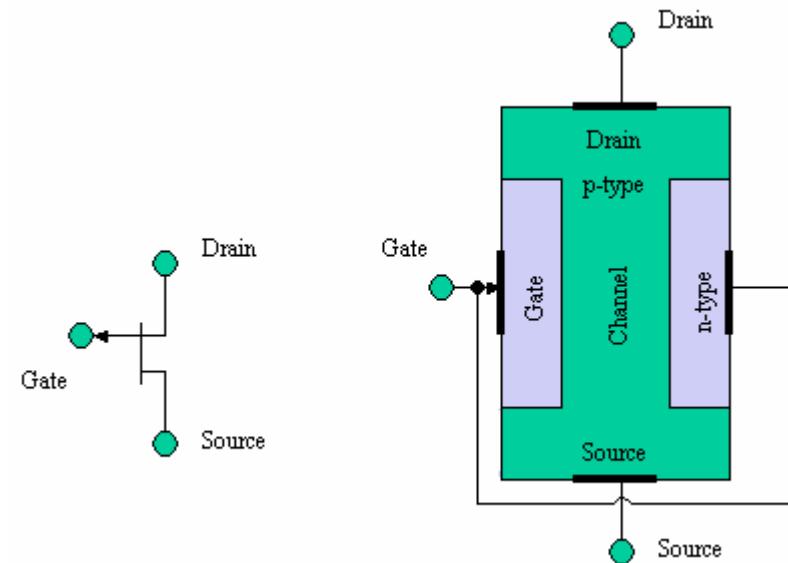 Drain
Drain
p-type
Gate
Gate
Channel
n-type
Drain
Gate
Source
Source
Source